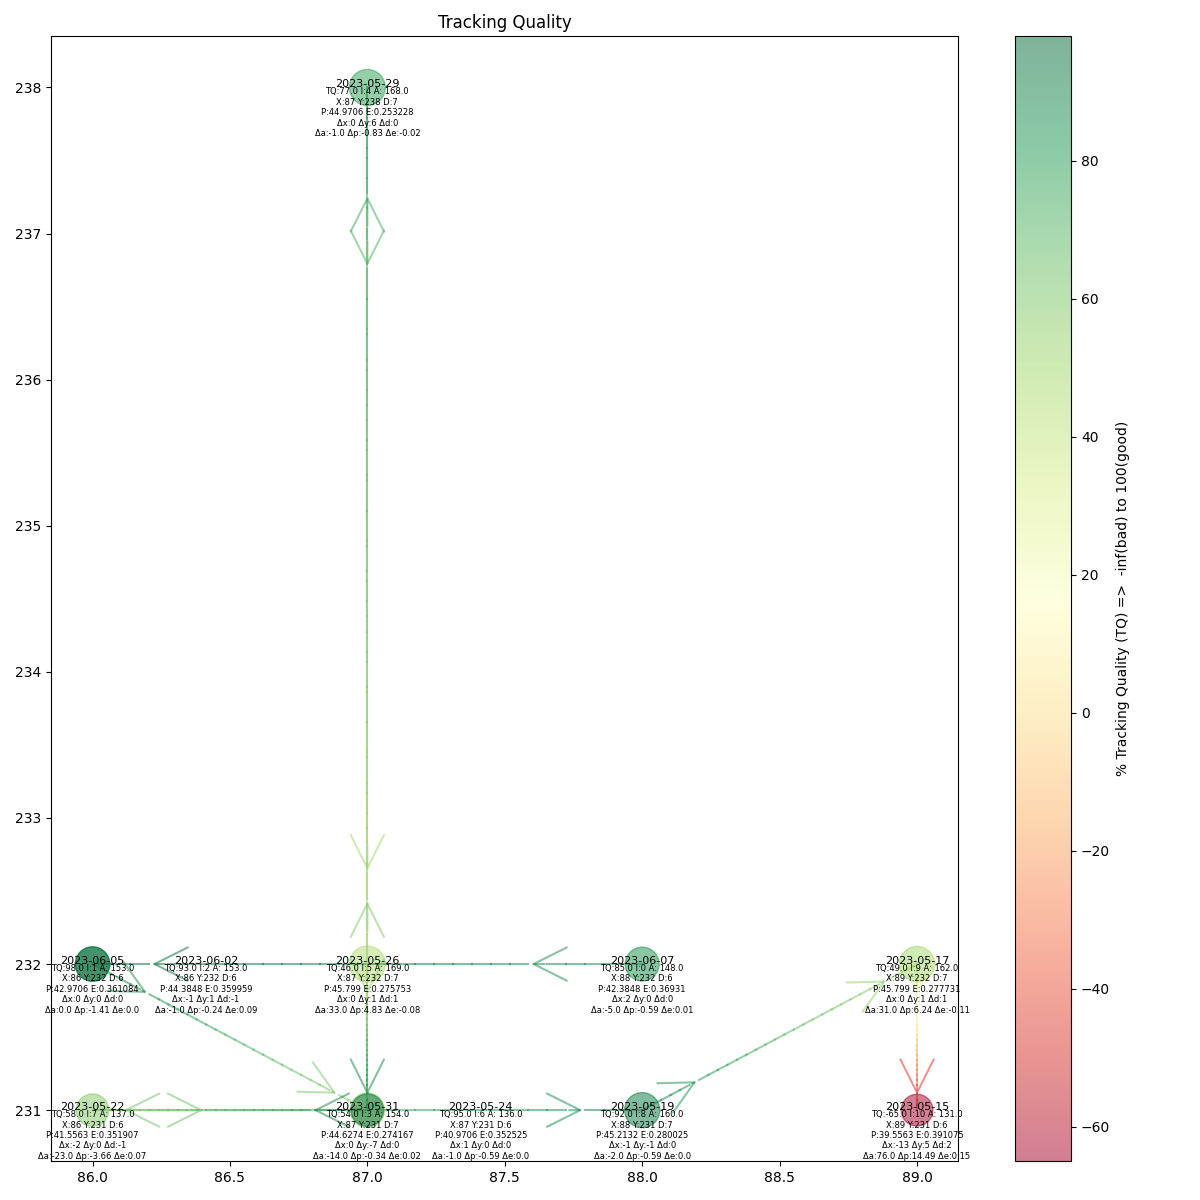 Tracking Quality
2023-05-29
TQ:77.0 I:4 A: 168.0
X:87 Y:238 D:7
P:44.9706 E:0.253228
Δx:0 Δy:6 Δd:0
Δa:-1.0 Δp:-0.83 Δe:-0.02
2023-06-05
TQ:98.0 I:1 A: 153.0
X:86 Y:232 D:6
P:42.9706 E:0.361084
Δx:0 Δy:0 Δd:0
Δa:0.0 Δp:-1.41 Δe:0.0
2023-06-02
TQ:93.0 I:2 A: 153.0
X:86 Y:232 D:6
P:44.3848 E:0.359959
Δx:-1 Δy:1 Δd:-1
Δa:-1.0 Δp:-0.24 Δe:0.09
2023-05-26
TQ:46.0 I:5 A: 169.0
X:87 Y:232 D:7
P:45.799 E:0.275753
Δx:0 Δy:1 Δd:1
Δa:33.0 Δp:4.83 Δe:-0.08
2023-06-07
TQ:85.0 I:0 A: 148.0
X:88 Y:232 D:6
P:42.3848 E:0.36931
Δx:2 Δy:0 Δd:0
Δa:-5.0 Δp:-0.59 Δe:0.01
2023-05-17
TQ:49.0 I:9 A: 162.0
X:89 Y:232 D:7
P:45.799 E:0.277731
Δx:0 Δy:1 Δd:1
Δa:31.0 Δp:6.24 Δe:-0.11
2023-05-22
TQ:58.0 I:7 A: 137.0
X:86 Y:231 D:6
P:41.5563 E:0.351907
Δx:-2 Δy:0 Δd:-1
Δa:-23.0 Δp:-3.66 Δe:0.07
2023-05-31
TQ:54.0 I:3 A: 154.0
X:87 Y:231 D:7
P:44.6274 E:0.274167
Δx:0 Δy:-7 Δd:0
Δa:-14.0 Δp:-0.34 Δe:0.02
2023-05-24
TQ:95.0 I:6 A: 136.0
X:87 Y:231 D:6
P:40.9706 E:0.352525
Δx:1 Δy:0 Δd:0
Δa:-1.0 Δp:-0.59 Δe:0.0
2023-05-19
TQ:92.0 I:8 A: 160.0
X:88 Y:231 D:7
P:45.2132 E:0.280025
Δx:-1 Δy:-1 Δd:0
Δa:-2.0 Δp:-0.59 Δe:0.0
2023-05-15
TQ:-65.0 I:10 A: 131.0
X:89 Y:231 D:6
P:39.5563 E:0.391075
Δx:-13 Δy:5 Δd:2
Δa:76.0 Δp:14.49 Δe:0.15
238
237
236
235
234
233
232
231
86.0
86.5
87.0
87.5
88.0
88.5
89.0
80
60
40
20
0
−20
−40
−60
% Tracking Quality (TQ) => -inf(bad) to 100(good)